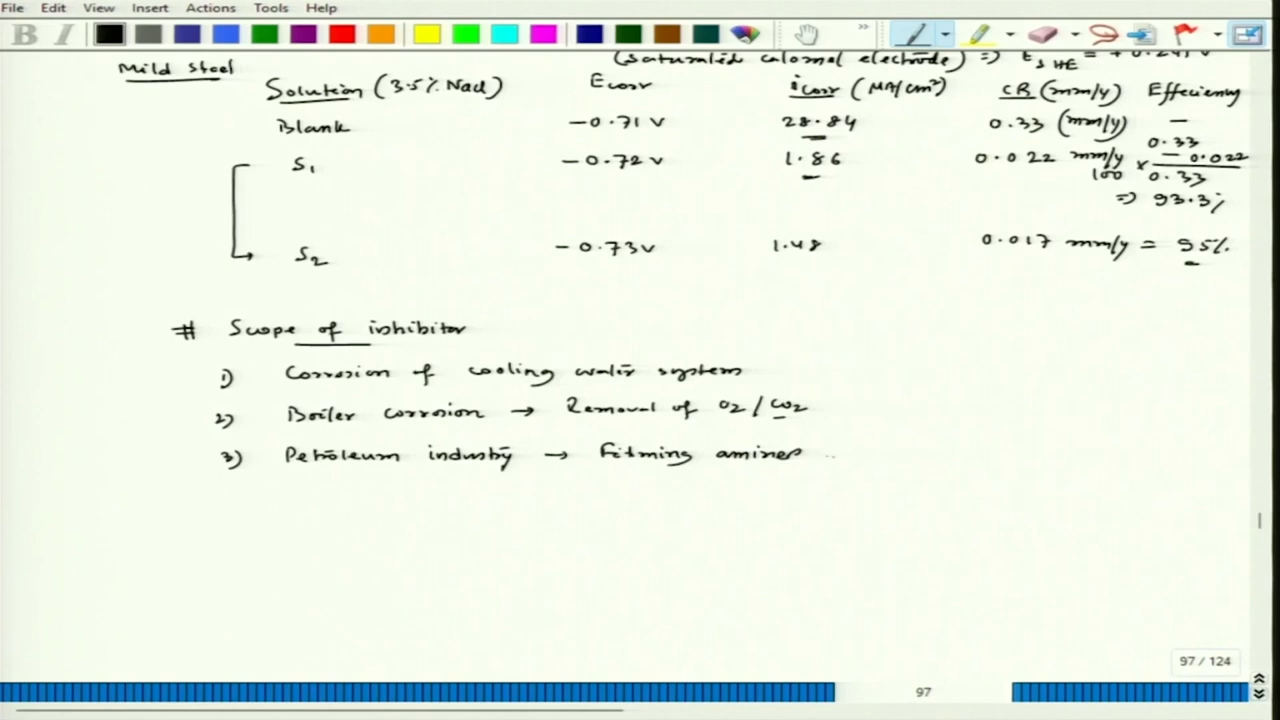 File Edit View Insert Actions Tools Help
B I
(Saturated calomel electrode) => E SHE = + 0.241 V
Mild Steel
Solution (3.5% Nacl) Ecorr icorr (MA/cm²) CR (mm/y) Effeciency
Blank -0.71 V 28.84 0.33 (mm/y) -
S1 -0.72 V 1.86 0.022 mm/y 100 × 0.33 - 0.022 / 0.33
=> 93.3%
S2 -0.73V 1.48 0.017 mm/y = 95%
# Scope of inhibitor
1) Corrosion of cooling water system
2) Boiler corrosion → Removal of O2/CO2
3) Petroleum industry → Filming amines ..
97 / 124
97